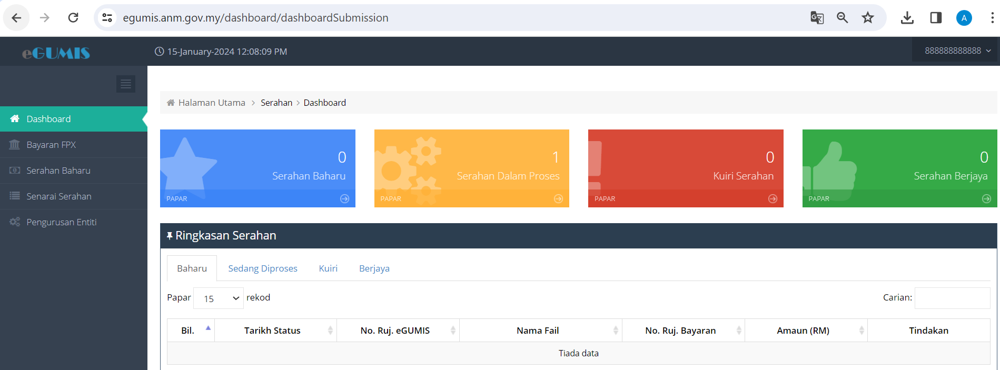 egumis.anm.gov.my/dashboard/dashboardSubmission
A
eGUMIS
15-January-2024 12:08:09 PM
888888888888
Halaman Utama > Serahan > Dashboard
Dashboard
Bayaran FPX
Serahan Baharu
Senarai Serahan
Pengurusan Entiti
0
Serahan Baharu
PAPAR
1
Serahan Dalam Proses
PAPAR
0
Kuiri Serahan
PAPAR
0
Serahan Berjaya
PAPAR
Ringkasan Serahan
Baharu Sedang Diproses Kuiri Berjaya
Papar 15 rekod Carian:
Bil. Tarikh Status No. Ruj. eGUMIS Nama Fail No. Ruj. Bayaran Amaun (RM) Tindakan
Tiada data